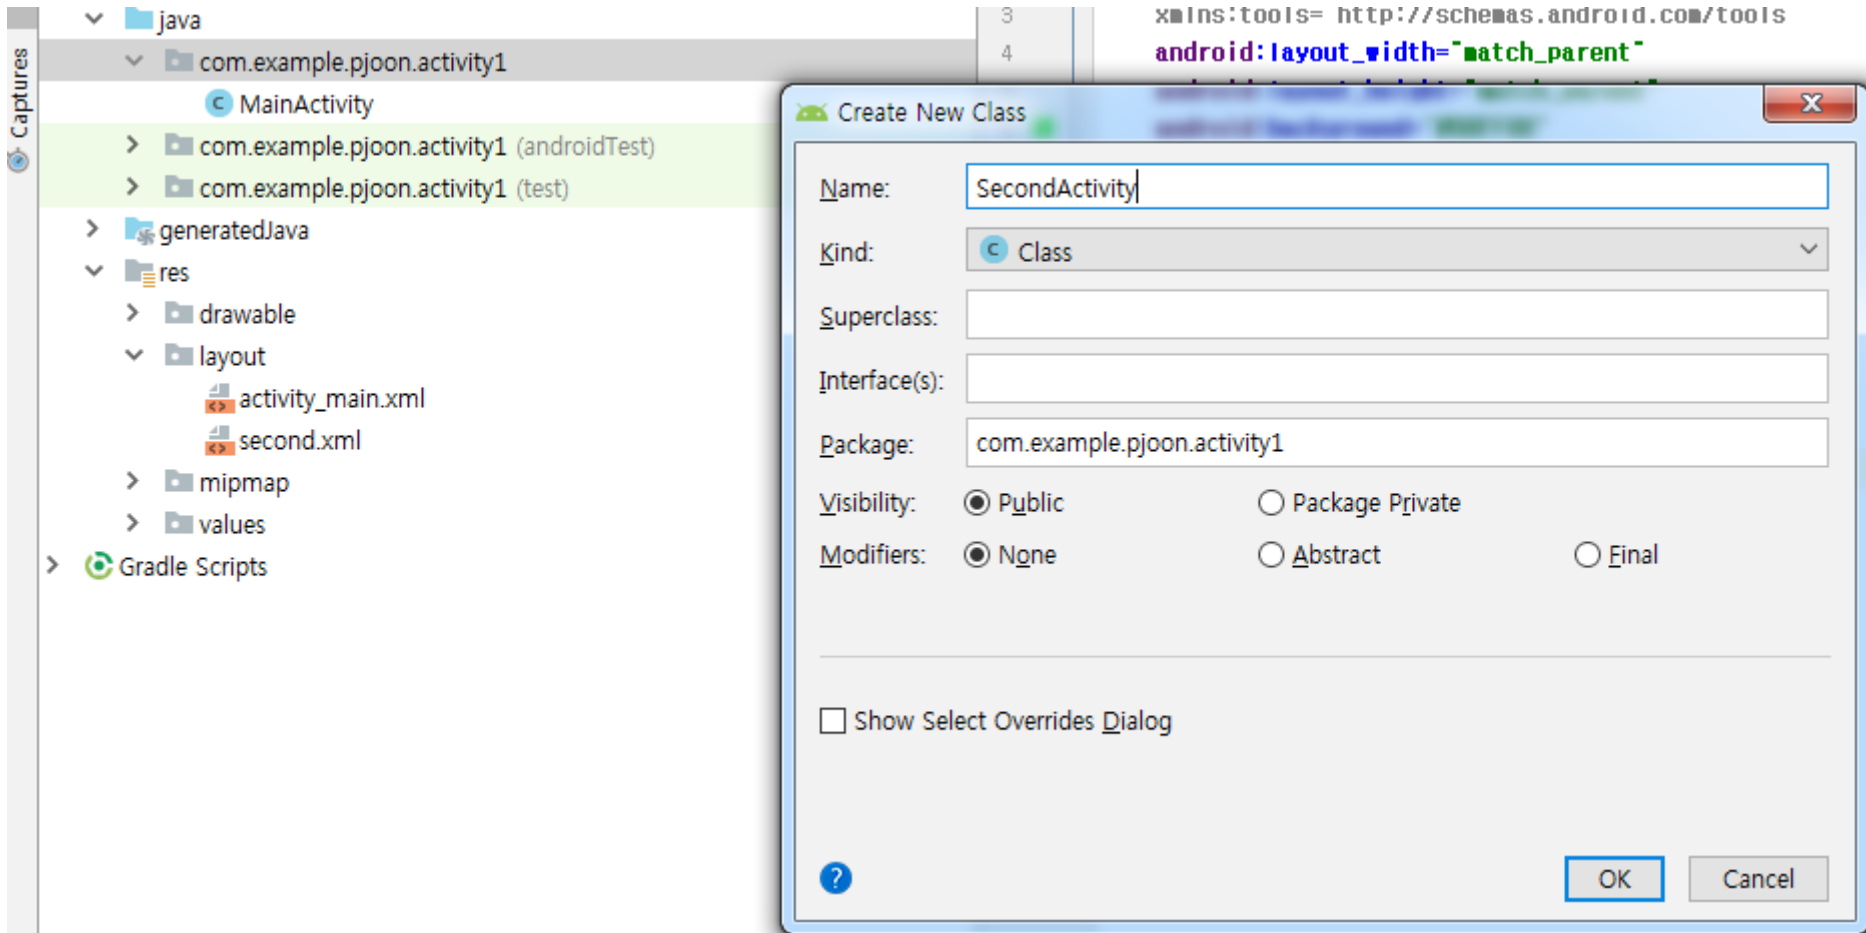 Captures
java
com.example.pjoon.activity1
MainActivity
com.example.pjoon.activity1 (androidTest)
com.example.pjoon.activity1 (test)
generatedJava
res
drawable
layout
activity_main.xml
second.xml
mipmap
values
Gradle Scripts
3 xmlns:tools= http://schemas.android.com/tools
4 android:layout_width="match_parent"
Create New Class
Name: SecondActivity
Kind: Class
Superclass:
Interface(s):
Package: com.example.pjoon.activity1
Visibility: Public Package Private
Modifiers: None Abstract Final
Show Select Overrides Dialog
OK Cancel